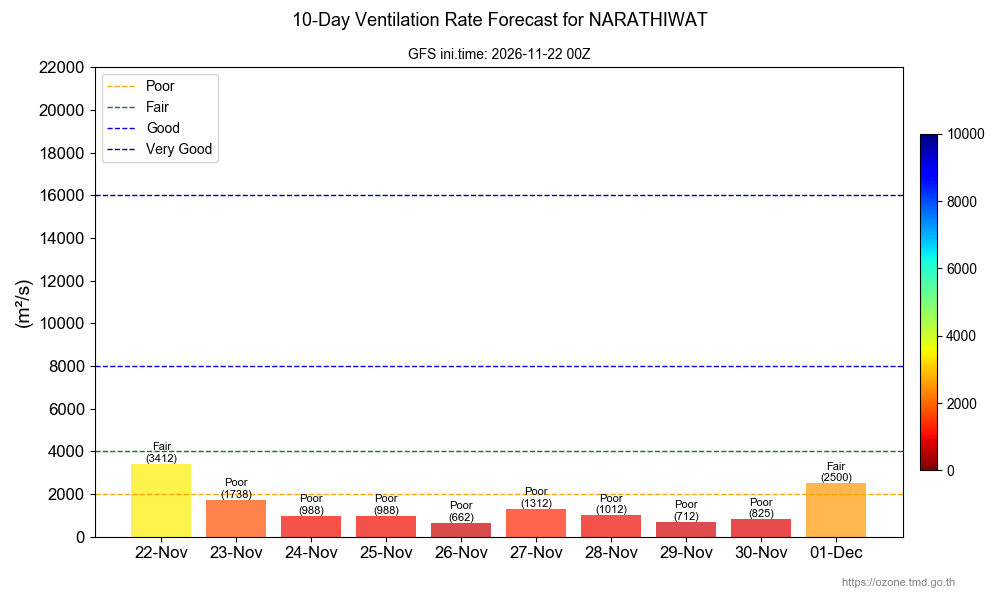 10-Day Ventilation Rate Forecast for NARATHIWAT
GFS ini.time: 2026-11-22 00Z
(m²/s)
22000
20000
18000
16000
14000
12000
10000
8000
6000
4000
2000
0
Poor
Fair
Good
Very Good
Fair
(3412)
Poor
(1738)
Poor
(988)
Poor
(988)
Poor
(662)
Poor
(1312)
Poor
(1012)
Poor
(712)
Poor
(825)
Fair
(2500)
22-Nov 23-Nov 24-Nov 25-Nov 26-Nov 27-Nov 28-Nov 29-Nov 30-Nov 01-Dec
10000
8000
6000
4000
2000
0
https://ozone.tmd.go.th